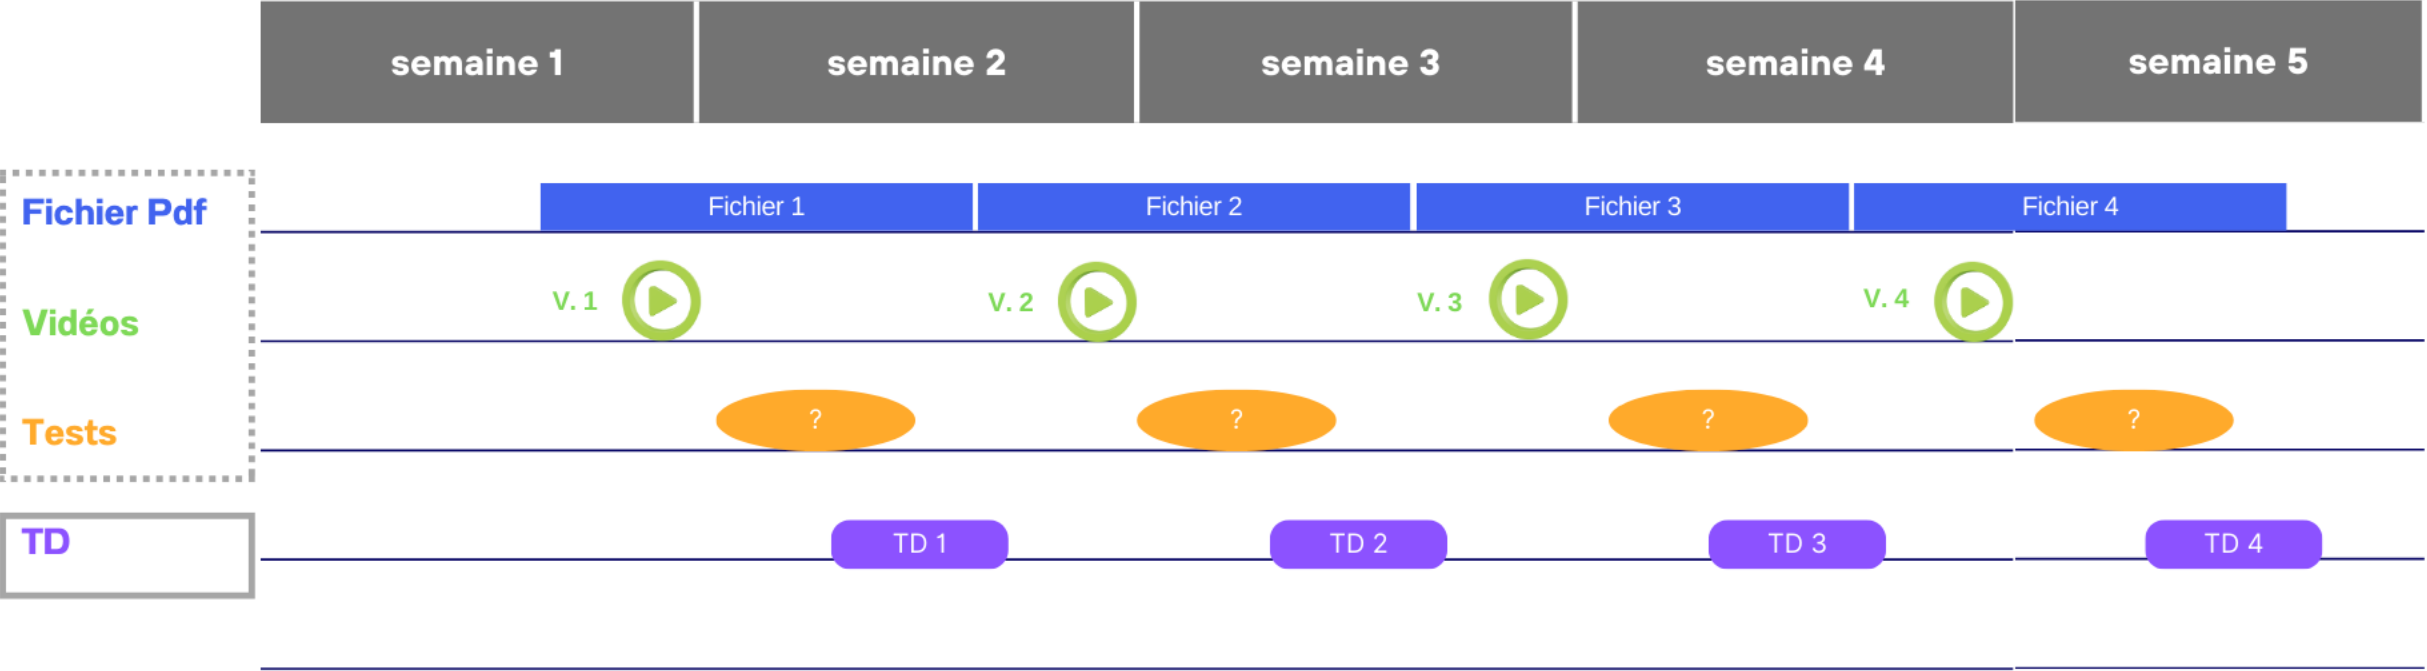 semaine 1 semaine 2 semaine 3 semaine 4 semaine 5
Fichier Pdf Fichier 1 Fichier 2 Fichier 3 Fichier 4
Vidéos V. 1 V. 2 V. 3 V. 4
Tests ? ? ? ?
TD TD 1 TD 2 TD 3 TD 4